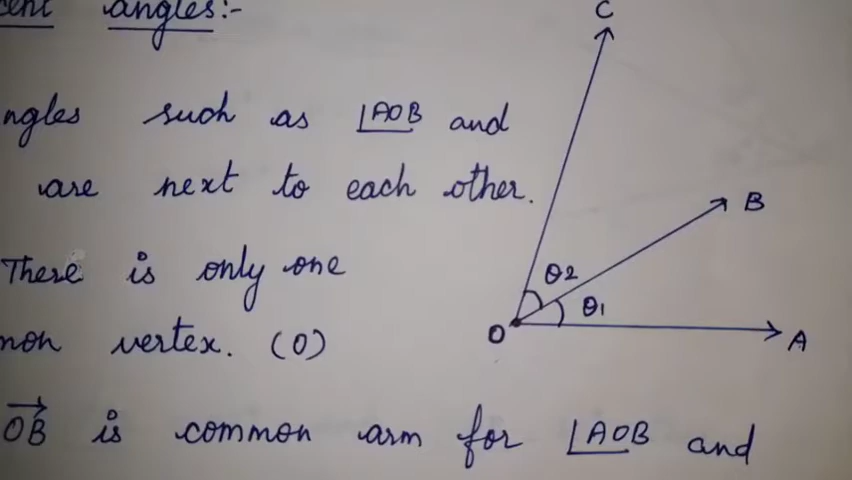 cent angles:-
C
ngles such as ∠AOB and
are next to each other.
B
There is only one
θ2
θ1
mon vertex. (O)
O
A
OB is common arm for ∠AOB and